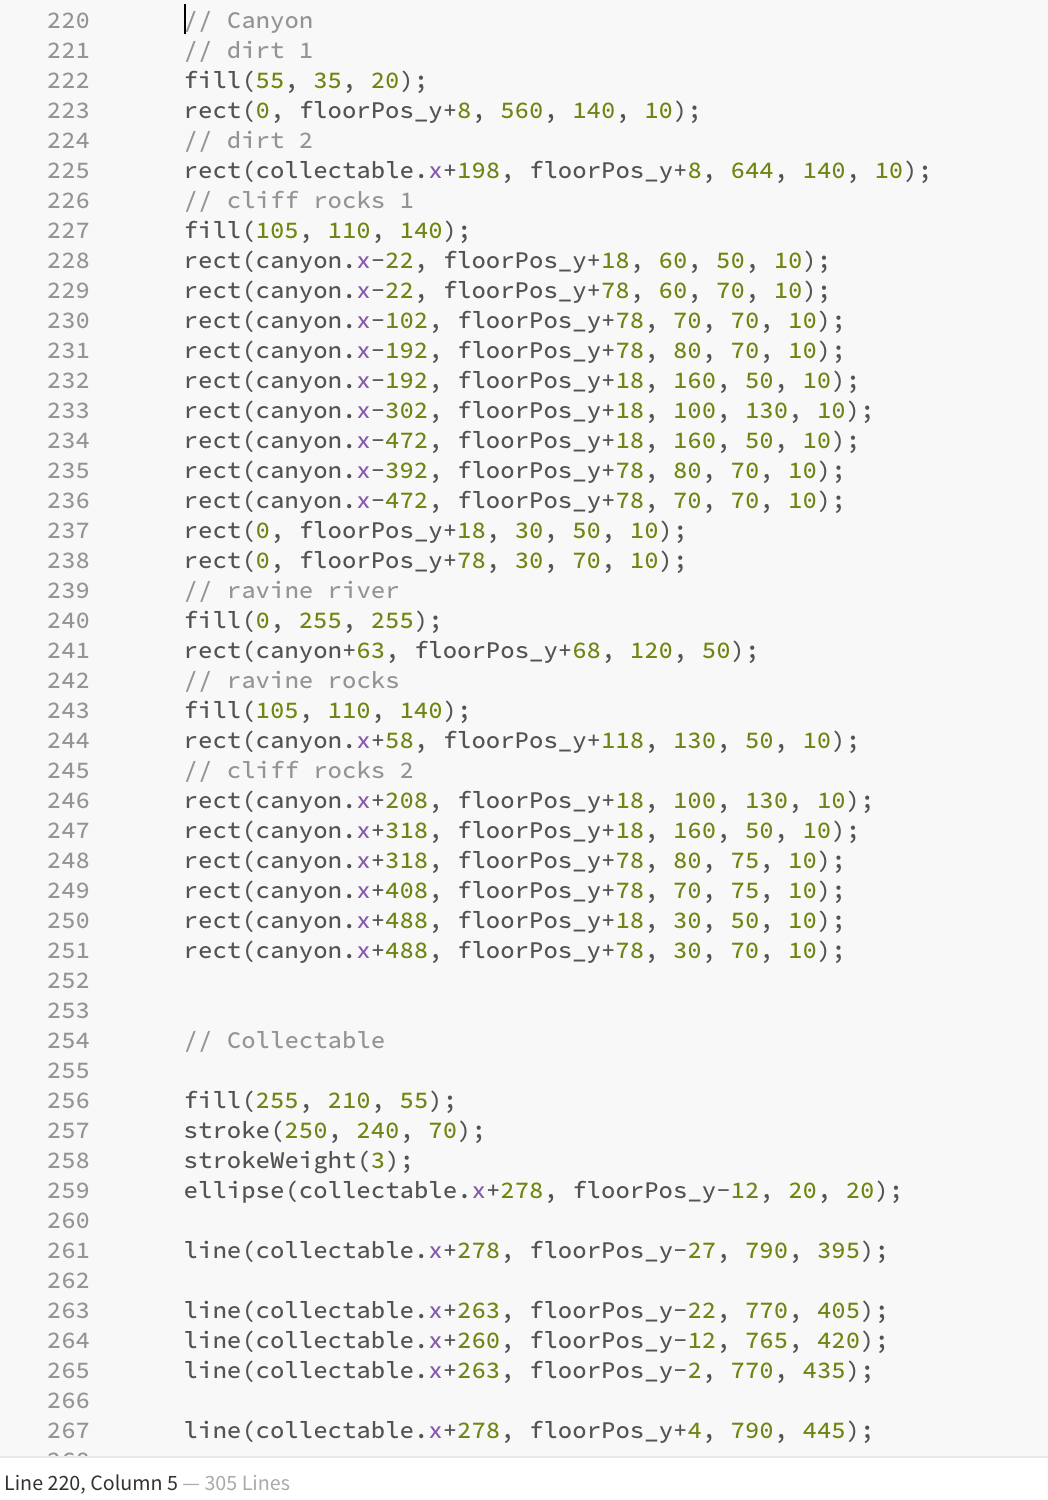 220 // Canyon
221 // dirt 1
222 fill(55, 35, 20);
223 rect(0, floorPos_y+8, 560, 140, 10);
224 // dirt 2
225 rect(collectable.x+198, floorPos_y+8, 644, 140, 10);
226 // cliff rocks 1
227 fill(105, 110, 140);
228 rect(canyon.x-22, floorPos_y+18, 60, 50, 10);
229 rect(canyon.x-22, floorPos_y+78, 60, 70, 10);
230 rect(canyon.x-102, floorPos_y+78, 70, 70, 10);
231 rect(canyon.x-192, floorPos_y+78, 80, 70, 10);
232 rect(canyon.x-192, floorPos_y+18, 160, 50, 10);
233 rect(canyon.x-302, floorPos_y+18, 100, 130, 10);
234 rect(canyon.x-472, floorPos_y+18, 160, 50, 10);
235 rect(canyon.x-392, floorPos_y+78, 80, 70, 10);
236 rect(canyon.x-472, floorPos_y+78, 70, 70, 10);
237 rect(0, floorPos_y+18, 30, 50, 10);
238 rect(0, floorPos_y+78, 30, 70, 10);
239 // ravine river
240 fill(0, 255, 255);
241 rect(canyon+63, floorPos_y+68, 120, 50);
242 // ravine rocks
243 fill(105, 110, 140);
244 rect(canyon.x+58, floorPos_y+118, 130, 50, 10);
245 // cliff rocks 2
246 rect(canyon.x+208, floorPos_y+18, 100, 130, 10);
247 rect(canyon.x+318, floorPos_y+18, 160, 50, 10);
248 rect(canyon.x+318, floorPos_y+78, 80, 75, 10);
249 rect(canyon.x+408, floorPos_y+78, 70, 75, 10);
250 rect(canyon.x+488, floorPos_y+18, 30, 50, 10);
251 rect(canyon.x+488, floorPos_y+78, 30, 70, 10);
252
253
254 // Collectable
255
256 fill(255, 210, 55);
257 stroke(250, 240, 70);
258 strokeWeight(3);
259 ellipse(collectable.x+278, floorPos_y-12, 20, 20);
260
261 line(collectable.x+278, floorPos_y-27, 790, 395);
262
263 line(collectable.x+263, floorPos_y-22, 770, 405);
264 line(collectable.x+260, floorPos_y-12, 765, 420);
265 line(collectable.x+263, floorPos_y-2, 770, 435);
266
267 line(collectable.x+278, floorPos_y+4, 790, 445);
Line 220, Column 5 — 305 Lines